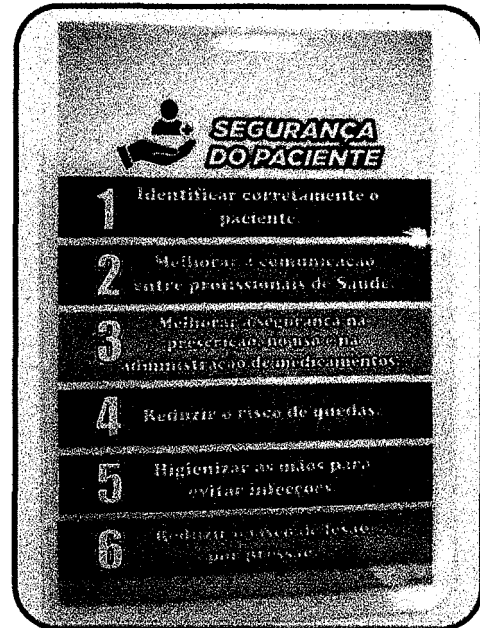 SEGURANÇA
DO PACIENTE
1 Identificar corretamente o
paciente.
2 Melhorar a comunicação
entre profissionais de Saúde.
3 Melhorar a segurança na
prescrição, no uso e na
administração de medicamentos.
4 Reduzir o risco de quedas.
5 Higienizar as mãos para
evitar infecções.
6 Reduzir o risco de lesão
por pressão.